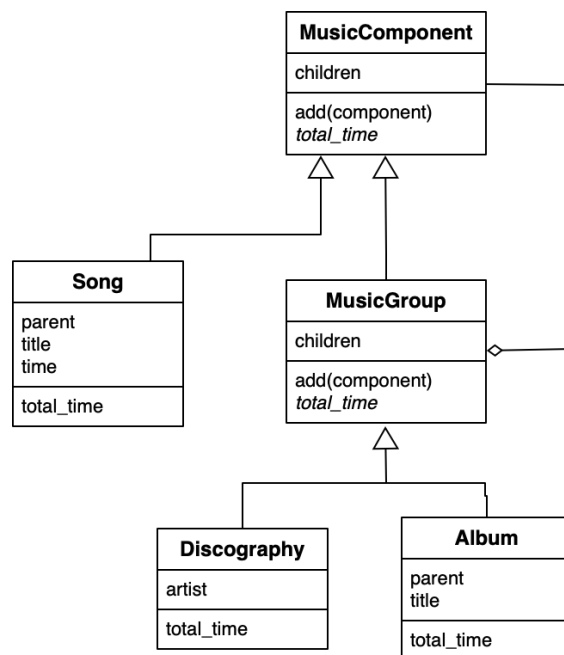 MusicComponent
children
add(component)
total_time
Song
parent
title
time
total_time
MusicGroup
children
add(component)
total_time
Discography
artist
total_time
Album
parent
title
total_time